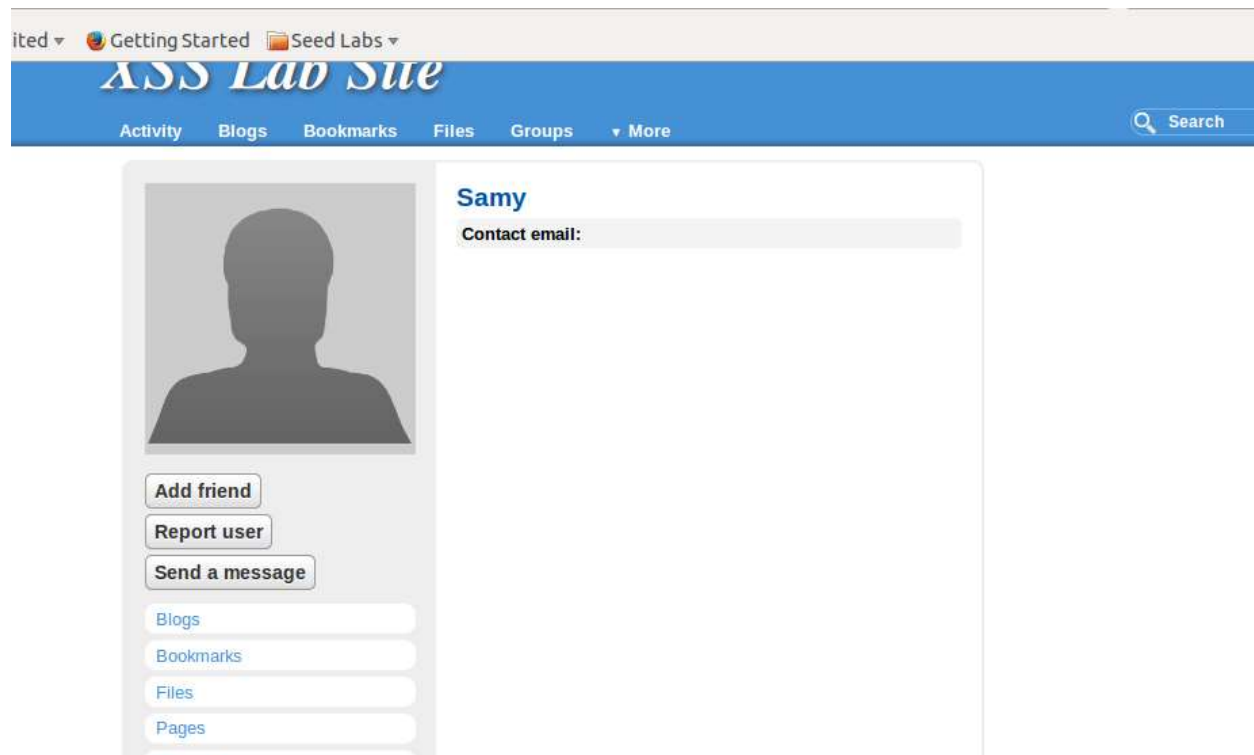 ited ▾ Getting Started Seed Labs ▾
XSS Lab Site
Activity Blogs Bookmarks Files Groups ▾ More Search
Samy
Contact email:
Add friend
Report user
Send a message
Blogs
Bookmarks
Files
Pages